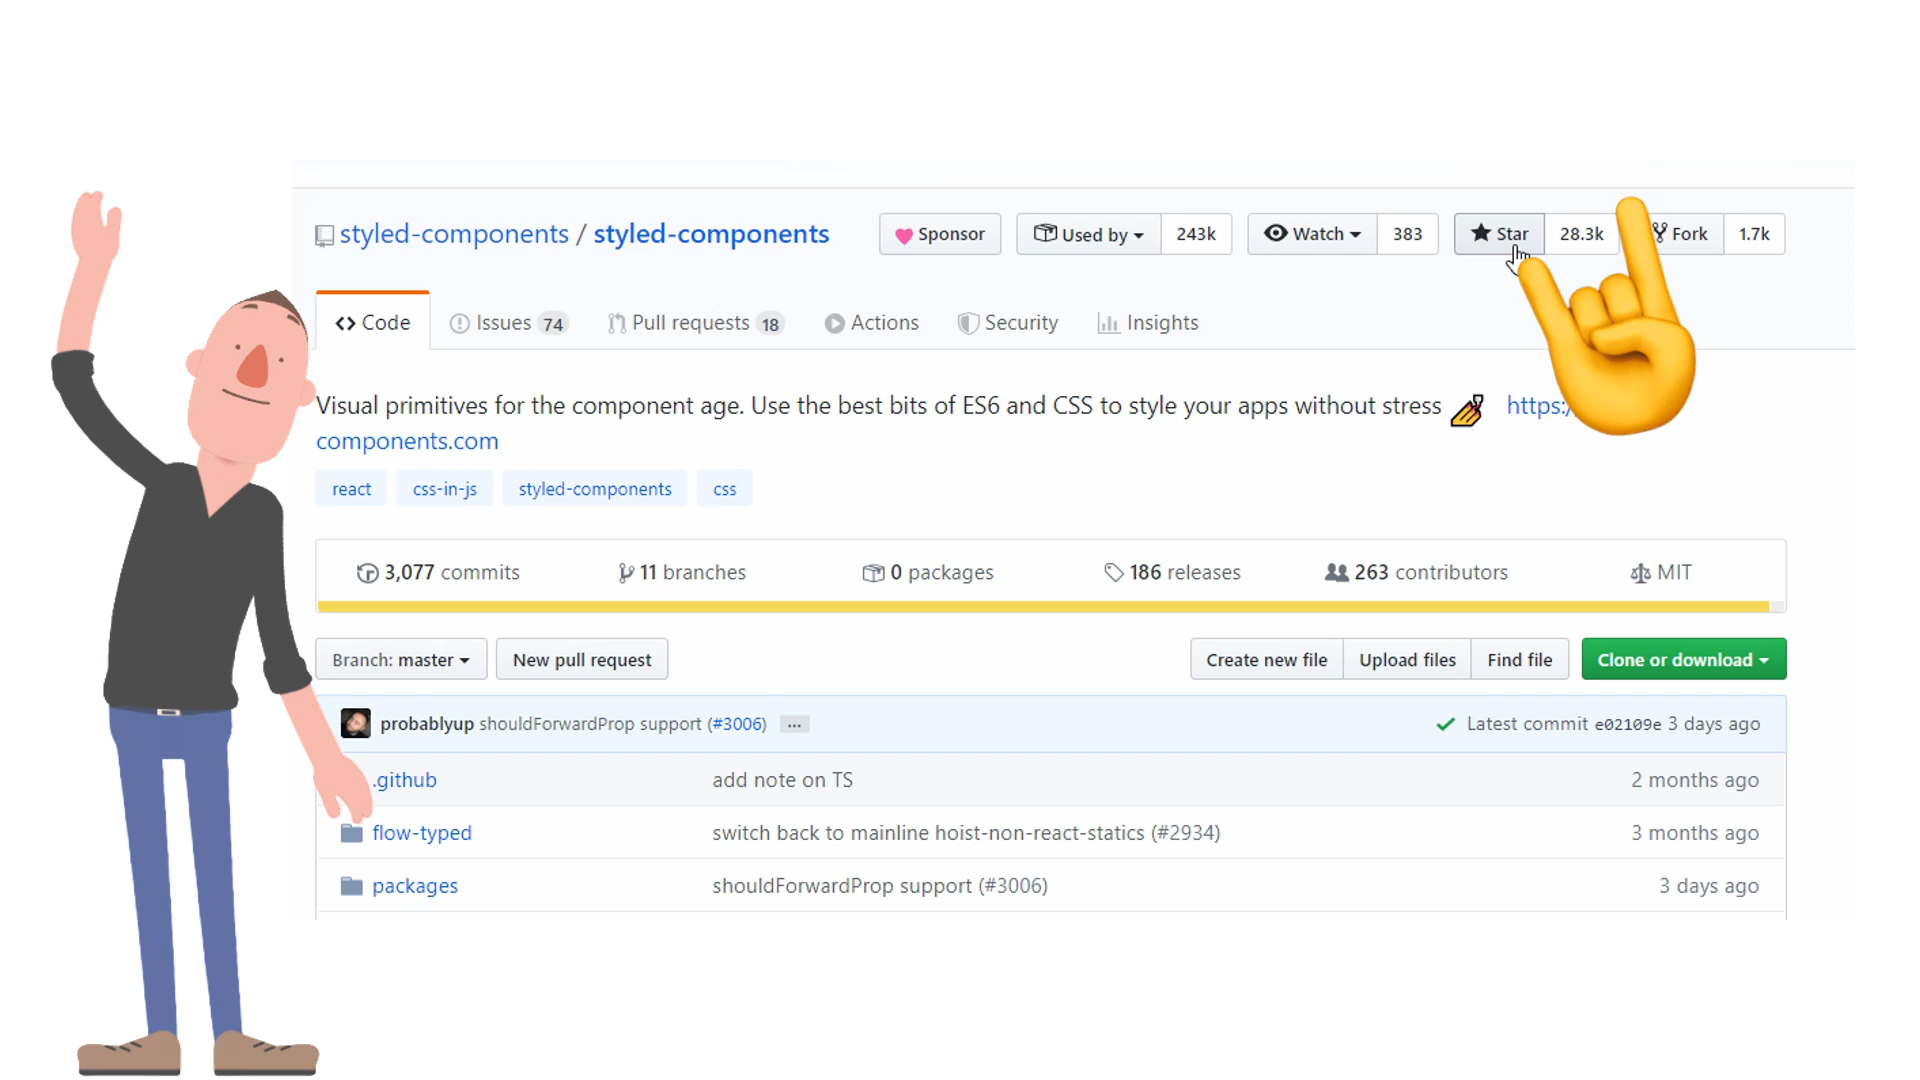 styled-components / styled-components Sponsor Used by 243k Watch 383 Star 28.3k Fork 1.7k
Code Issues 74 Pull requests 18 Actions Security Insights
Visual primitives for the component age. Use the best bits of ES6 and CSS to style your apps without stress https:/
components.com
react css-in-js styled-components css
3,077 commits 11 branches 0 packages 186 releases 263 contributors MIT
Branch: master New pull request Create new file Upload files Find file Clone or download
probablyup shouldForwardProp support (#3006) ... Latest commit e02109e 3 days ago
.github add note on TS 2 months ago
flow-typed switch back to mainline hoist-non-react-statics (#2934) 3 months ago
packages shouldForwardProp support (#3006) 3 days ago